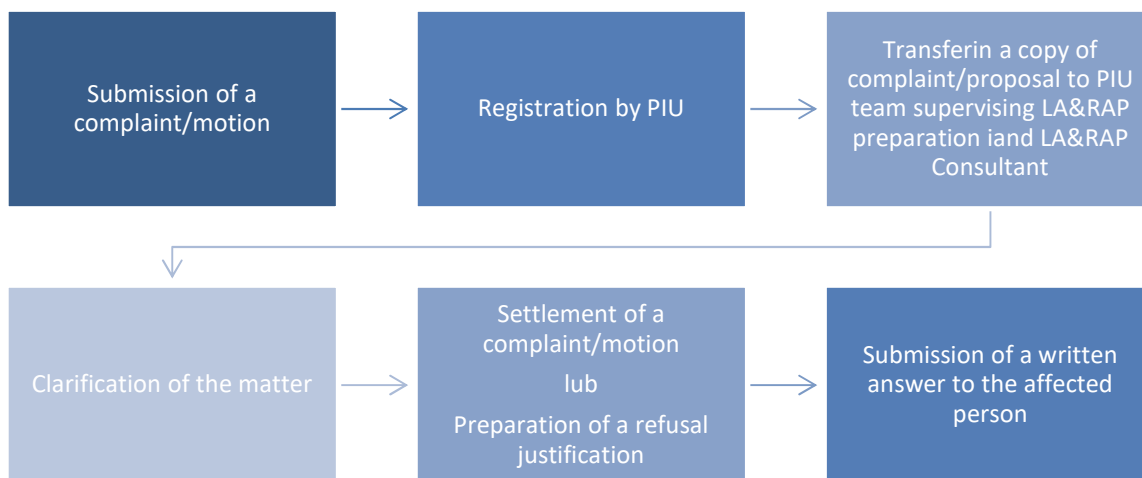 Submission of a
complaint/motion
Registration by PIU
Transferin a copy of
complaint/proposal to PIU
team supervising LA&RAP
preparation iand LA&RAP
Consultant
Clarification of the matter
Settlement of a
complaint/motion
lub
Preparation of a refusal
justification
Submission of a written
answer to the affected
person